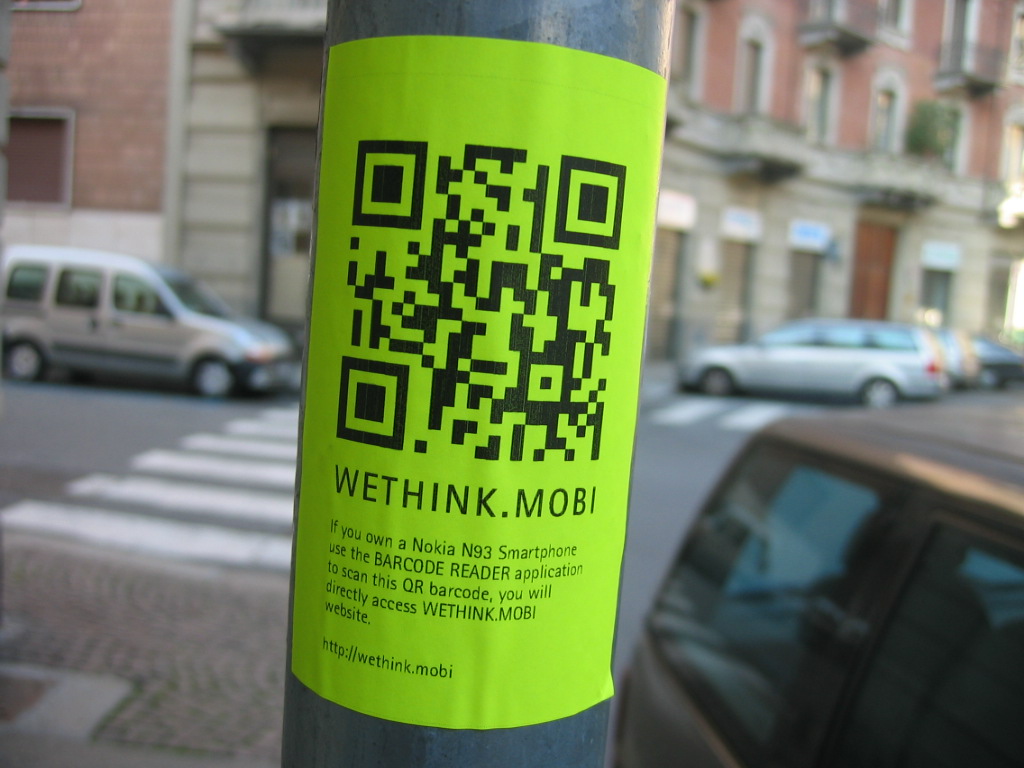 WETHINK.MOBI
If you own a Nokia N93 Smartphone
use the BARCODE READER application
to scan this QR barcode, you will
directly access WETHINK.MOBI
website.
http://wethink.mobi